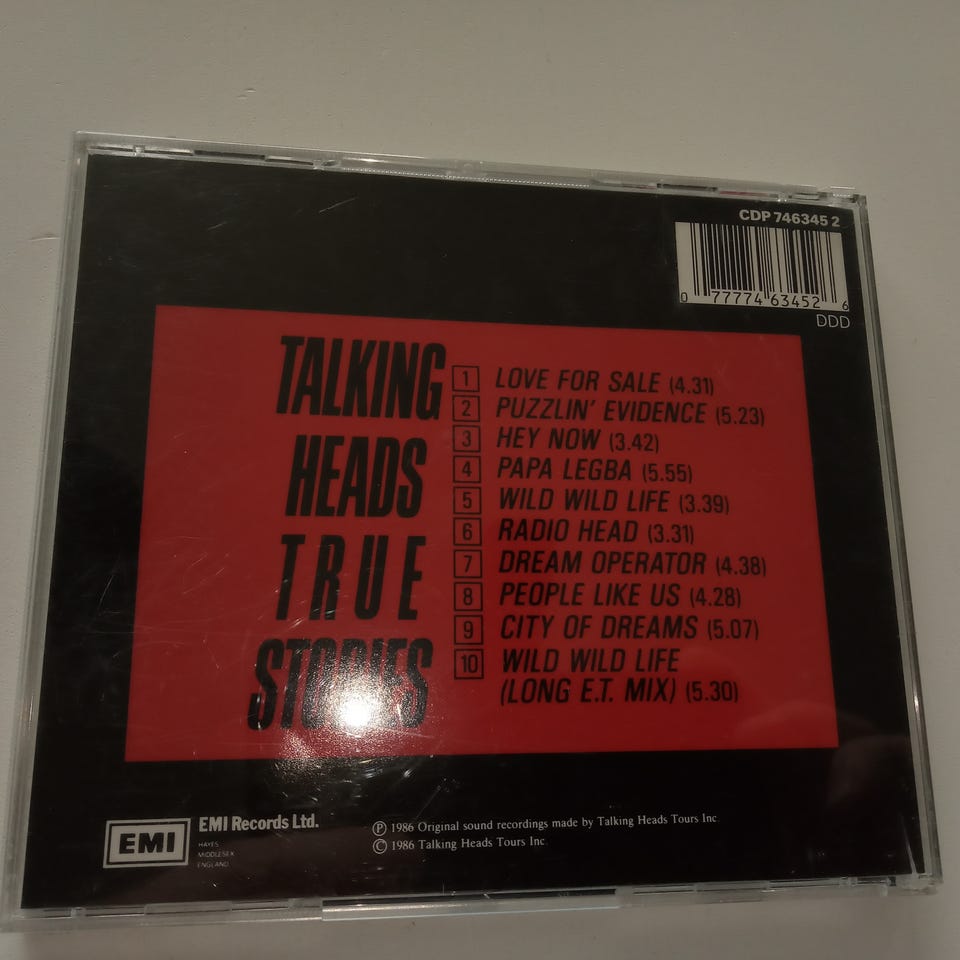 CDP 746345 2
0 77774 63452 6
DDD
TALKING
HEADS
TRUE
STORIES
1 LOVE FOR SALE (4.31)
2 PUZZLIN' EVIDENCE (5.23)
3 HEY NOW (3.42)
4 PAPA LEGBA (5.55)
5 WILD WILD LIFE (3.39)
6 RADIO HEAD (3.31)
7 DREAM OPERATOR (4.38)
8 PEOPLE LIKE US (4.28)
9 CITY OF DREAMS (5.07)
10 WILD WILD LIFE
(LONG E.T. MIX) (5.30)
EMI
EMI Records Ltd.
HAYES
MIDDLESEX
ENGLAND
Ⓟ 1986 Original sound recordings made by Talking Heads Tours Inc.
© 1986 Talking Heads Tours Inc.